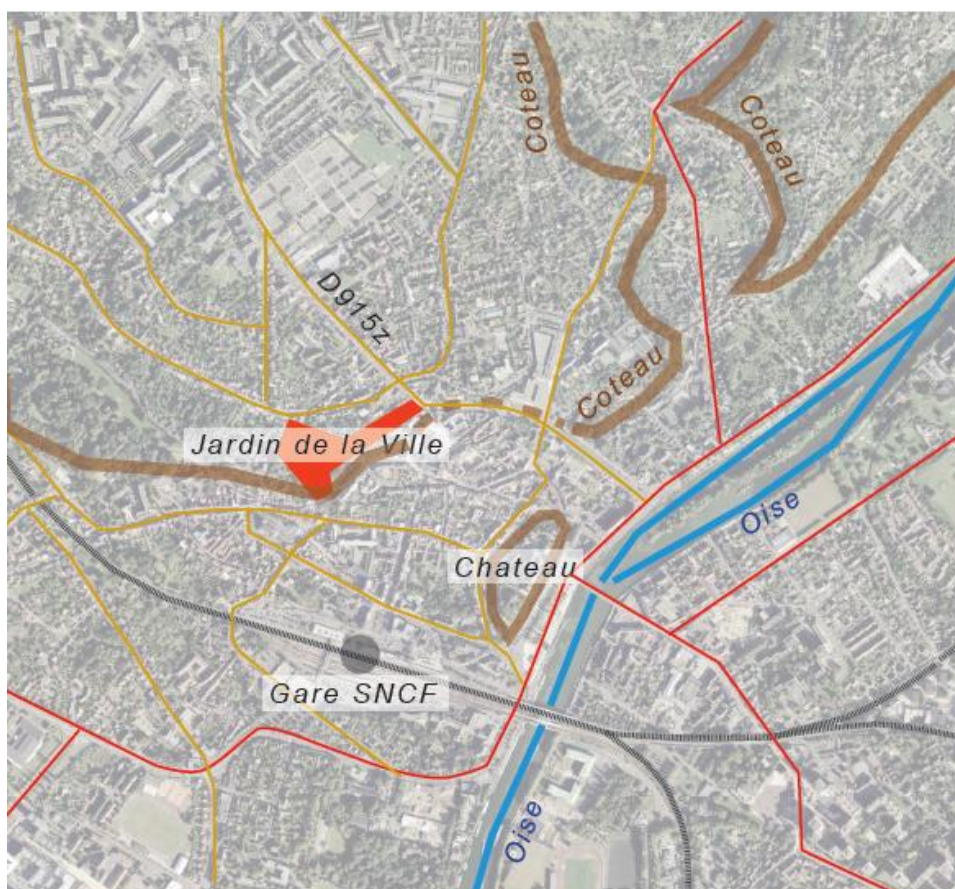 Coteau
Coteau
D915z
Coteau
Jardin de la Ville
Oise
Chateau
Gare SNCF
Oise